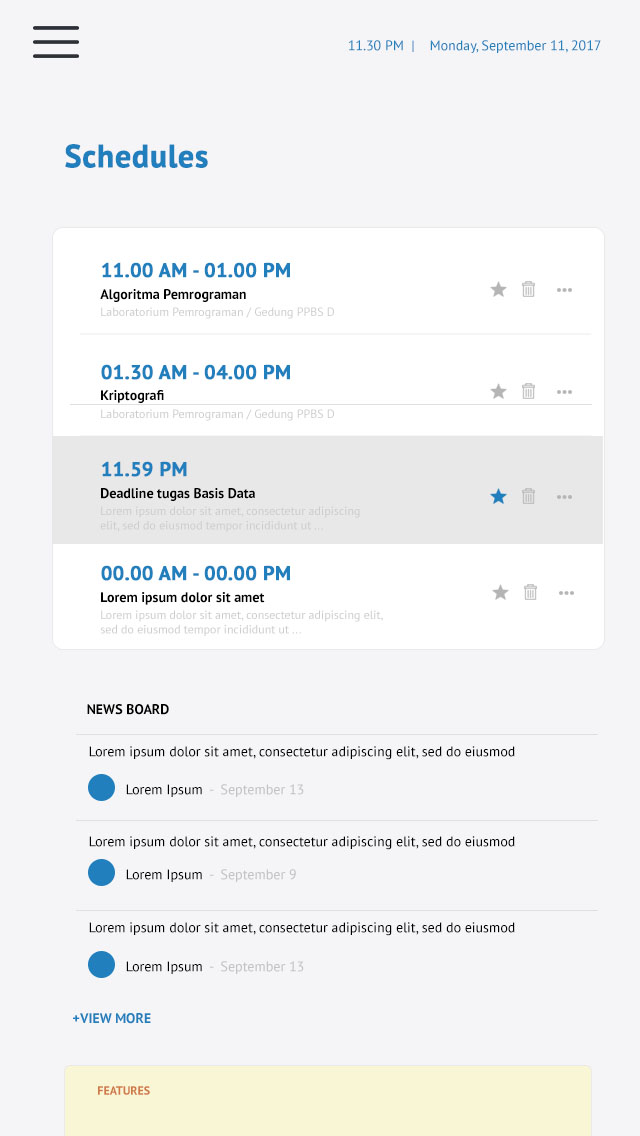 11.30 PM | Monday, September 11, 2017
Schedules
11.00 AM - 01.00 PM
Algoritma Pemrograman
Laboratorium Pemrograman / Gedung PPBS D
01.30 AM - 04.00 PM
Kriptografi
Laboratorium Pemrograman / Gedung PPBS D
11.59 PM
Deadline tugas Basis Data
Lorem ipsum dolor sit amet, consectetur adipiscing
elit, sed do eiusmod tempor incididunt ut ...
00.00 AM - 00.00 PM
Lorem ipsum dolor sit amet
Lorem ipsum dolor sit amet, consectetur adipiscing elit,
sed do eiusmod tempor incididunt ut ...
NEWS BOARD
Lorem ipsum dolor sit amet, consectetur adipiscing elit, sed do eiusmod
Lorem Ipsum - September 13
Lorem ipsum dolor sit amet, consectetur adipiscing elit, sed do eiusmod
Lorem Ipsum - September 9
Lorem ipsum dolor sit amet, consectetur adipiscing elit, sed do eiusmod
Lorem Ipsum - September 13
+VIEW MORE
FEATURES